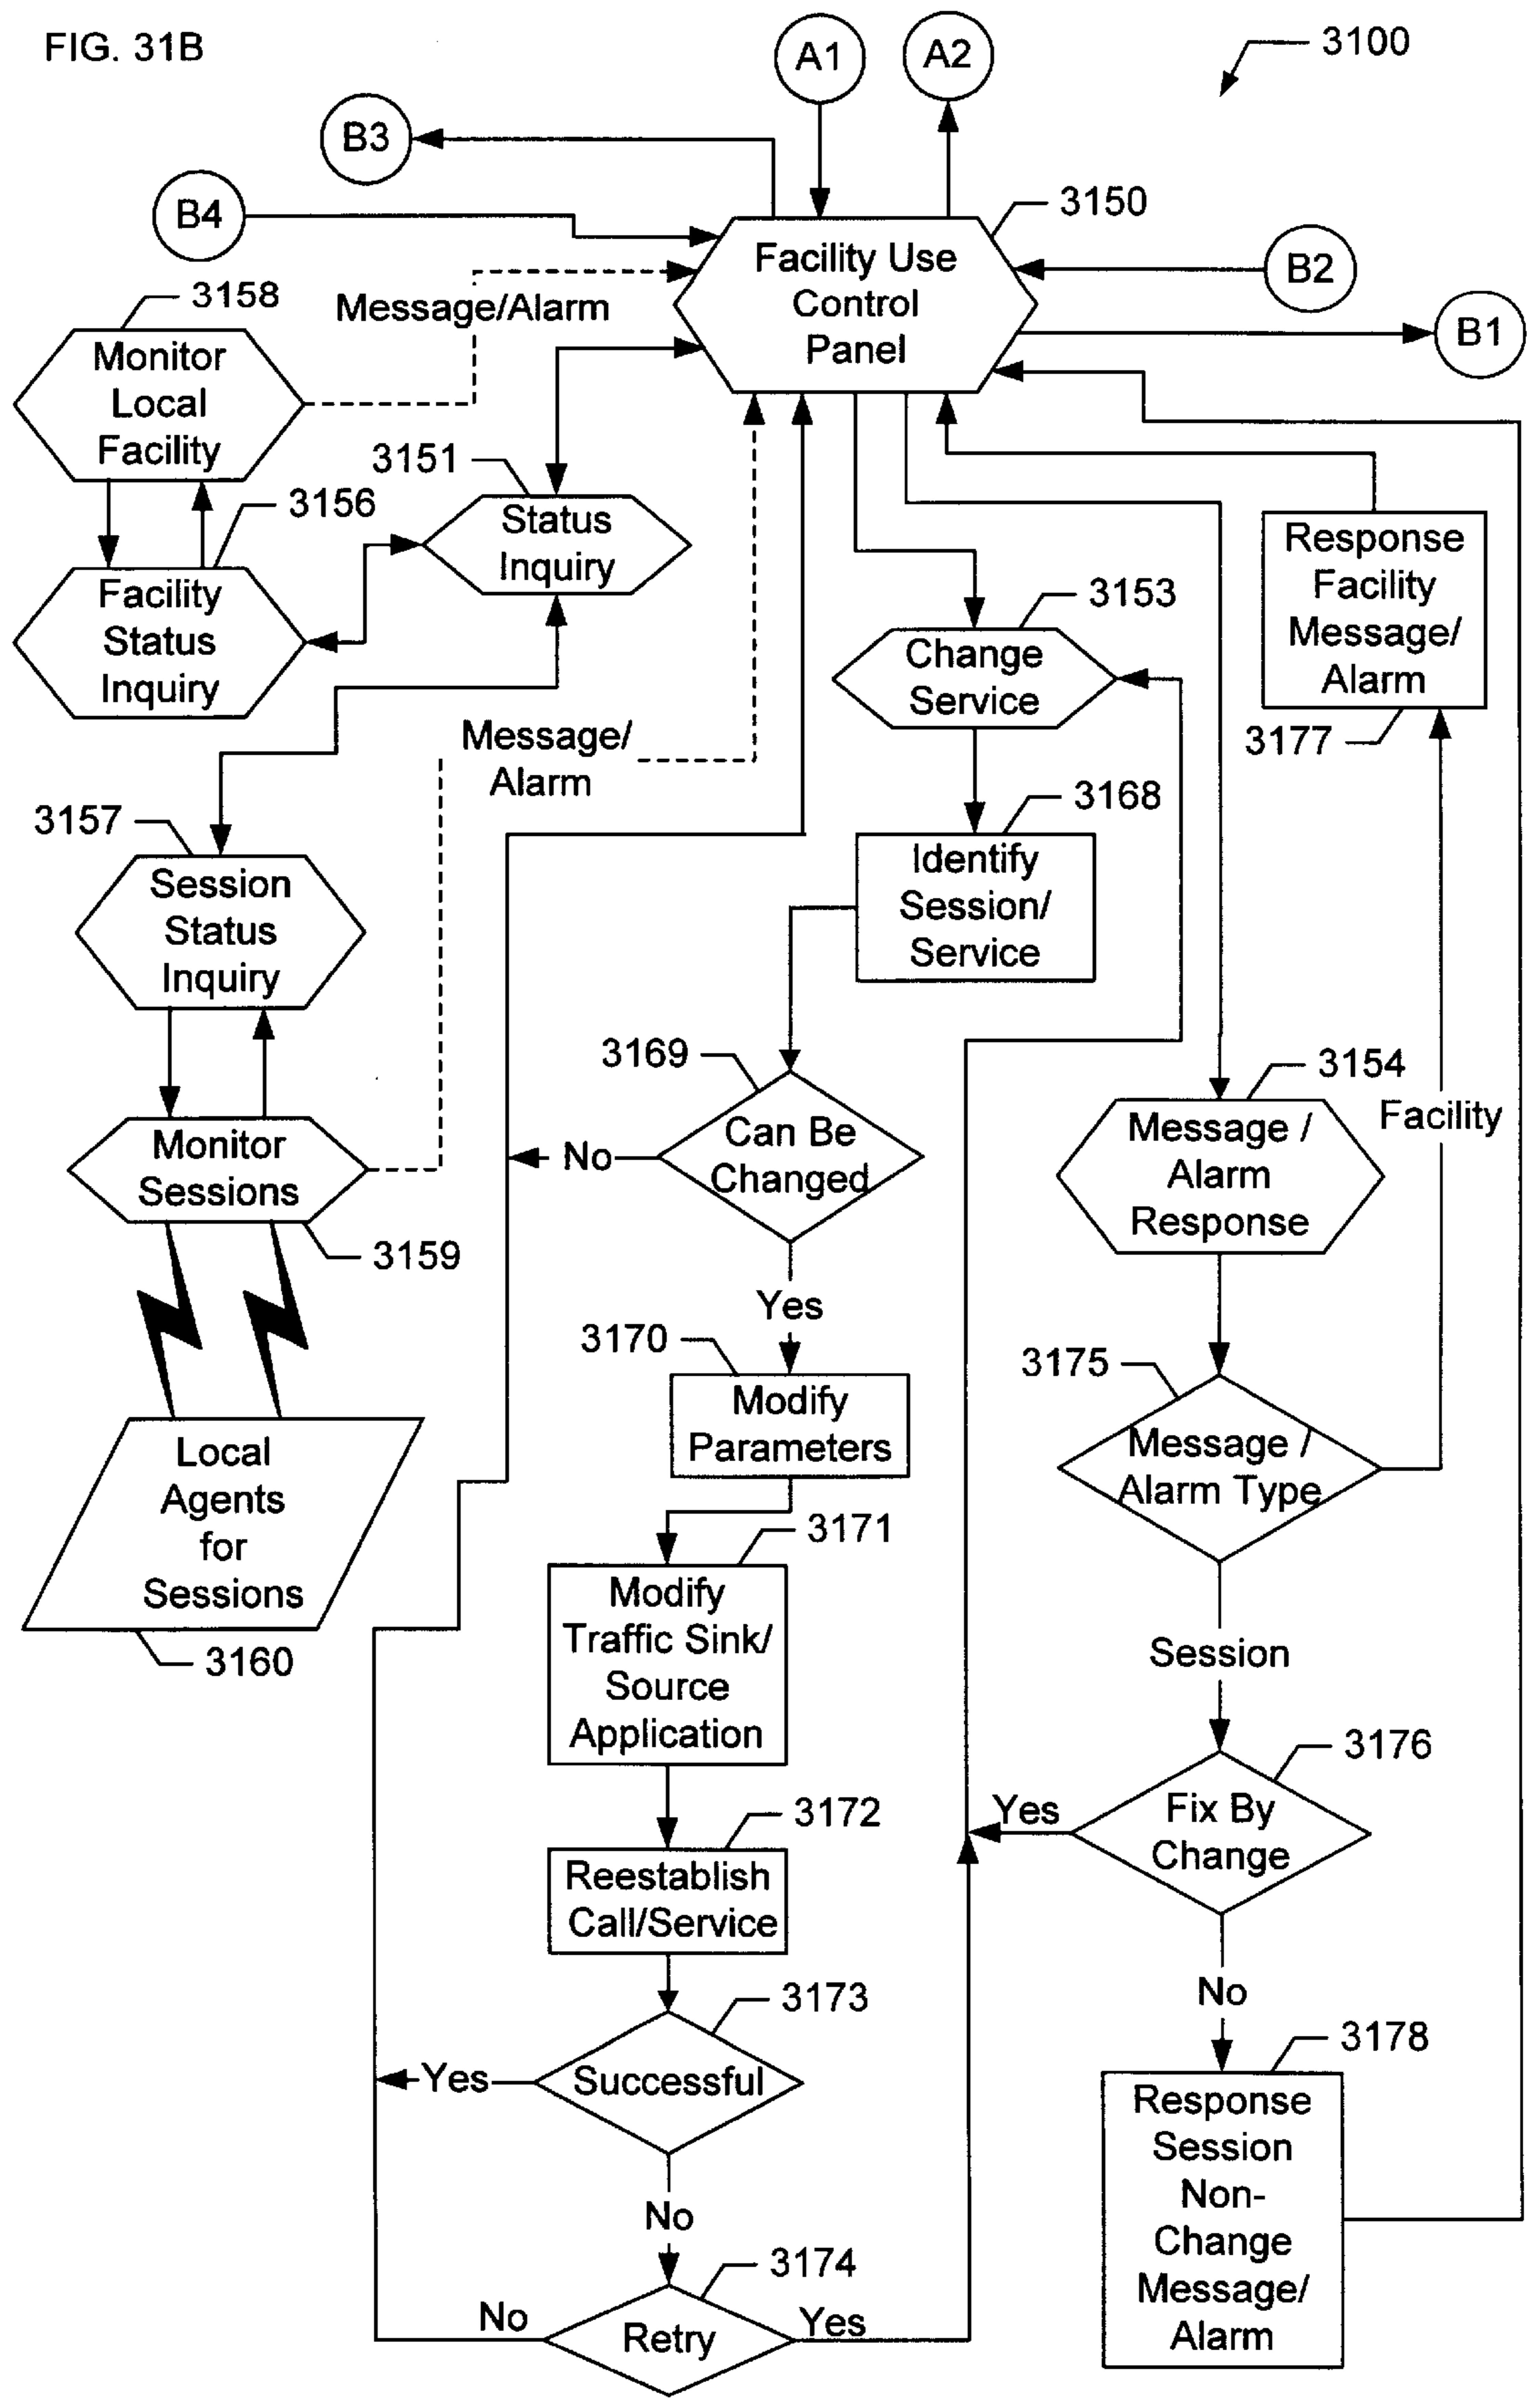 FIG. 31B
A1
A2
3100
B3
B4
3150
Facility Use
Control
Panel
B2
B1
3158
Message/Alarm
Monitor
Local
Facility
3151
3156
Status
Inquiry
Response
Facility
Message/
Alarm
3177
Facility
Status
Inquiry
3153
Change
Service
Message/
Alarm
3168
3157
Identify
Session/
Service
Session
Status
Inquiry
3169
3154
Facility
Can Be
Changed
No
Message /
Alarm
Response
Monitor
Sessions
3159
Yes
3170
3175
Modify
Parameters
Message /
Alarm Type
Local
Agents
for
Sessions
3160
3171
Modify
Traffic Sink/
Source
Application
Session
3176
Yes
Fix By
Change
3172
Reestablish
Call/Service
No
3173
3178
Yes
Successful
Response
Session
Non-
Change
Message/
Alarm
No
3174
No
Retry
Yes